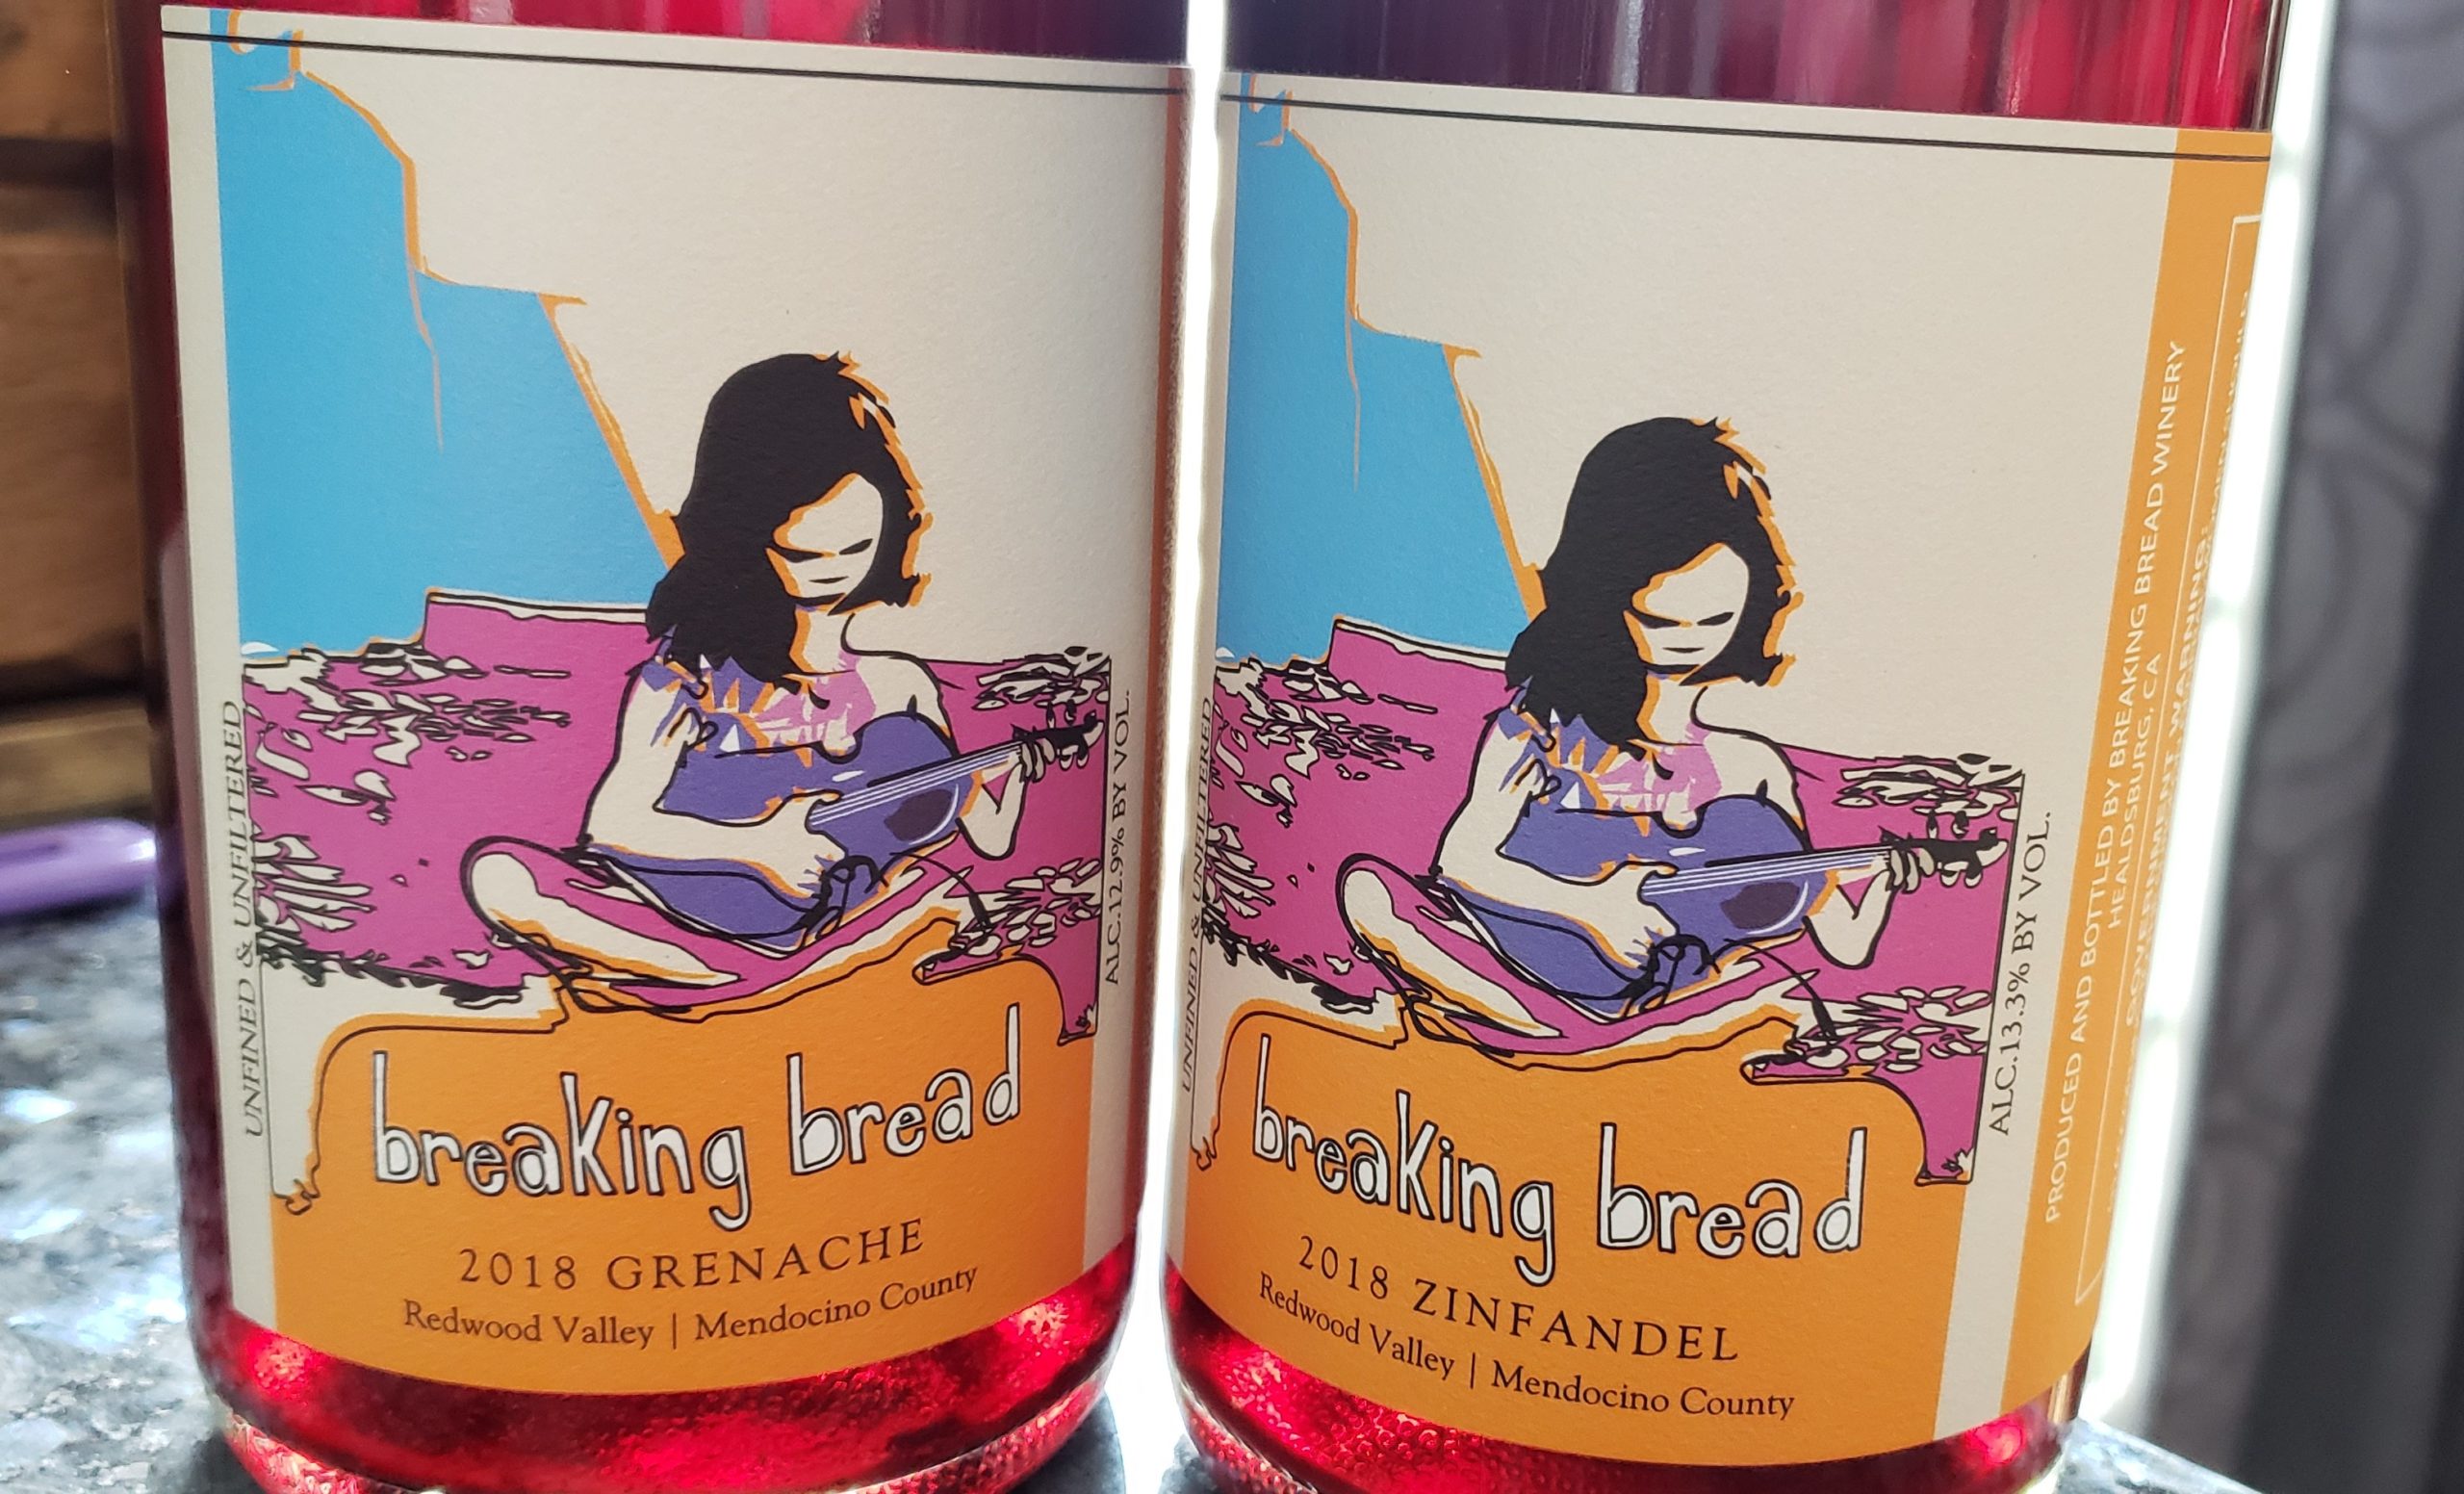 UNFINED & UNFILTERED
ALC.12.9% BY VOL.
breaking bread
2018 GRENACHE
Redwood Valley | Mendocino County
UNFINED & UNFILTERED
ALC.13.3% BY VOL.
breaking bread
2018 ZINFANDEL
Redwood Valley | Mendocino County
PRODUCED AND BOTTLED BY BREAKING BREAD WINERY
HEALDSBURG, CA
GOVERNMENT WARNING: